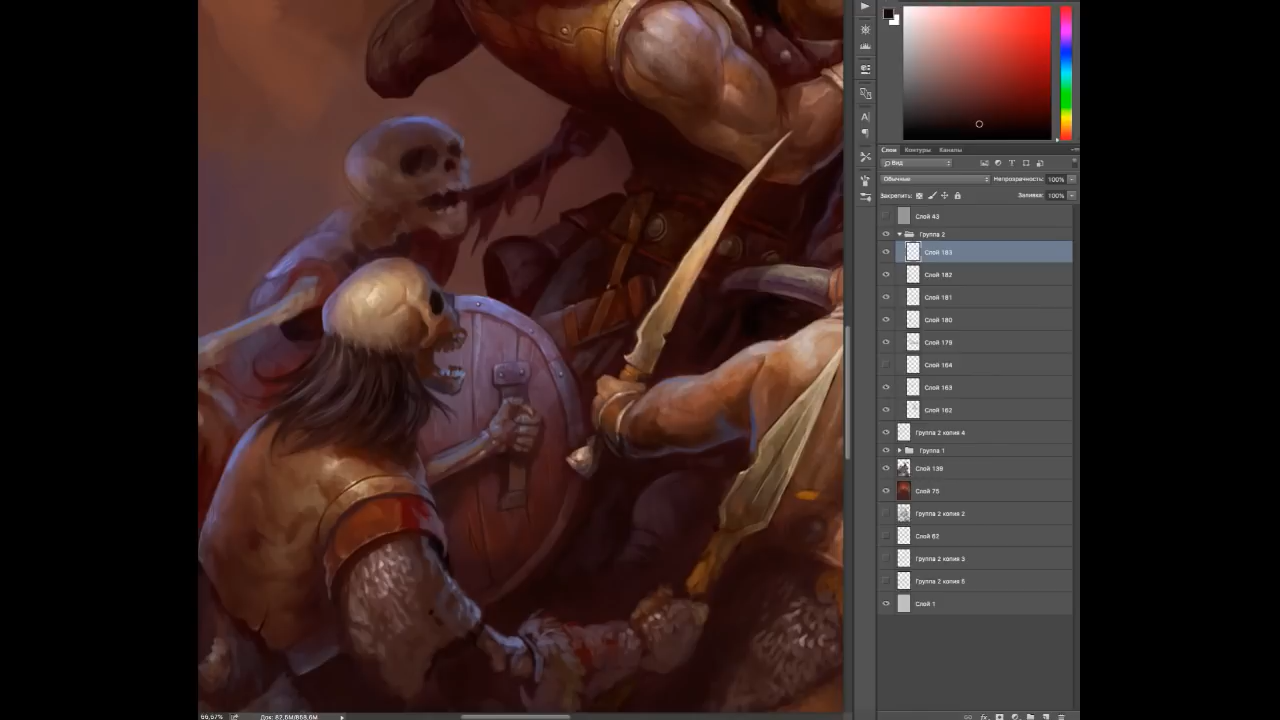 Слои
Контуры
Каналы
Вид
Обычные
Непрозрачность: 100%
Закрепить:
Заливка: 100%
Слой 43
Группа 2
Слой 183
Слой 182
Слой 181
Слой 180
Слой 179
Слой 164
Слой 163
Слой 162
Группа 2 копия 4
Группа 1
Слой 138
Слой 75
Группа 2 копия 2
Слой 62
Группа 2 копия 3
Группа 2 копия 5
Слой 1
66,67%
Док: 82,5M/858,6M